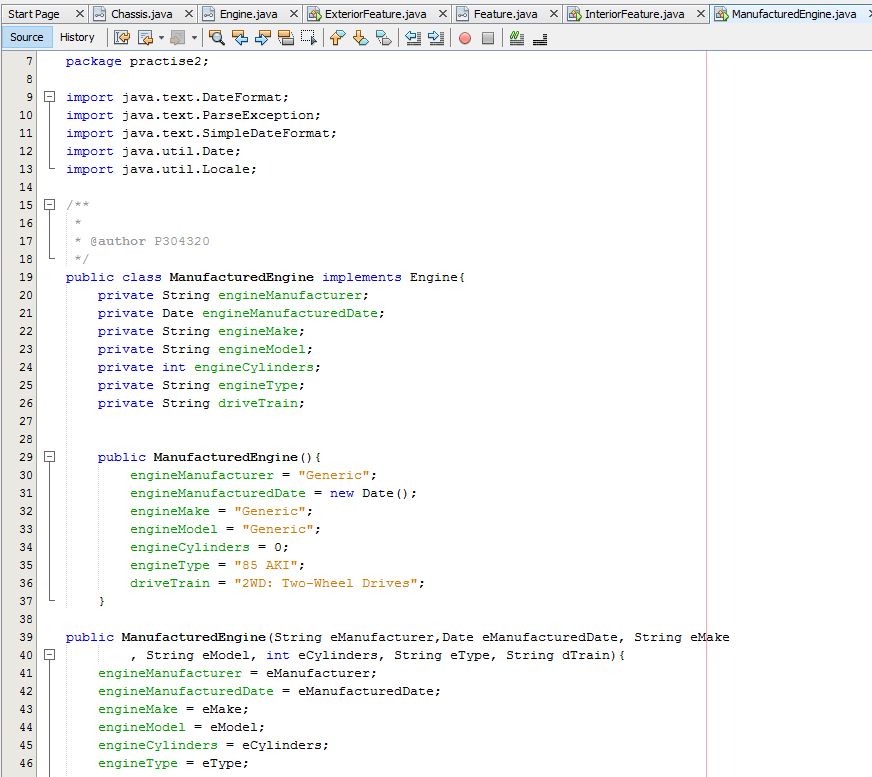 Start Page Chassis.java Engine.java ExteriorFeature.java Feature.java InteriorFeature.java ManufacturedEngine.java
Source History
7 package practise2;
8
9 import java.text.DateFormat;
10 import java.text.ParseException;
11 import java.text.SimpleDateFormat;
12 import java.util.Date;
13 import java.util.Locale;
14
15 /**
16 *
17 * @author P304320
18 */
19 public class ManufacturedEngine implements Engine{
20 private String engineManufacturer;
21 private Date engineManufacturedDate;
22 private String engineMake;
23 private String engineModel;
24 private int engineCylinders;
25 private String engineType;
26 private String driveTrain;
27
28
29 public ManufacturedEngine(){
30 engineManufacturer = "Generic";
31 engineManufacturedDate = new Date();
32 engineMake = "Generic";
33 engineModel = "Generic";
34 engineCylinders = 0;
35 engineType = "85 AKI";
36 driveTrain = "2WD: Two-Wheel Drives";
37 }
38
39 public ManufacturedEngine(String eManufacturer,Date eManufacturedDate, String eMake
40 , String eModel, int eCylinders, String eType, String dTrain){
41 engineManufacturer = eManufacturer;
42 engineManufacturedDate = eManufacturedDate;
43 engineMake = eMake;
44 engineModel = eModel;
45 engineCylinders = eCylinders;
46 engineType = eType;